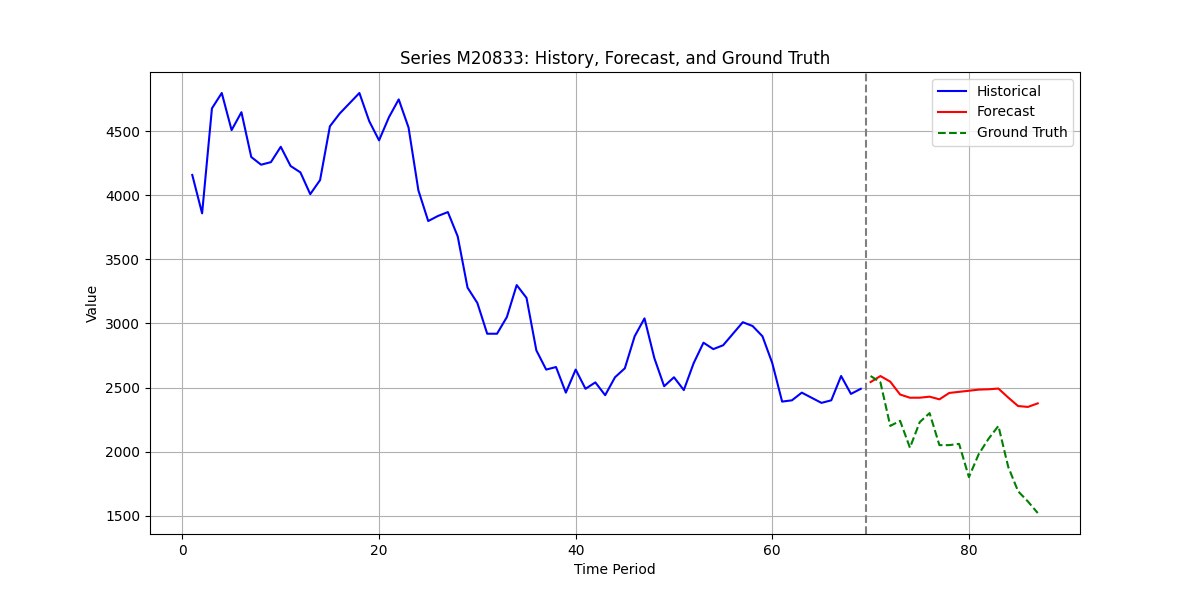 Series M20833: History, Forecast, and Ground Truth
Historical
Forecast
Ground Truth
Value
4500
4000
3500
3000
2500
2000
1500
0 20 40 60 80
Time Period